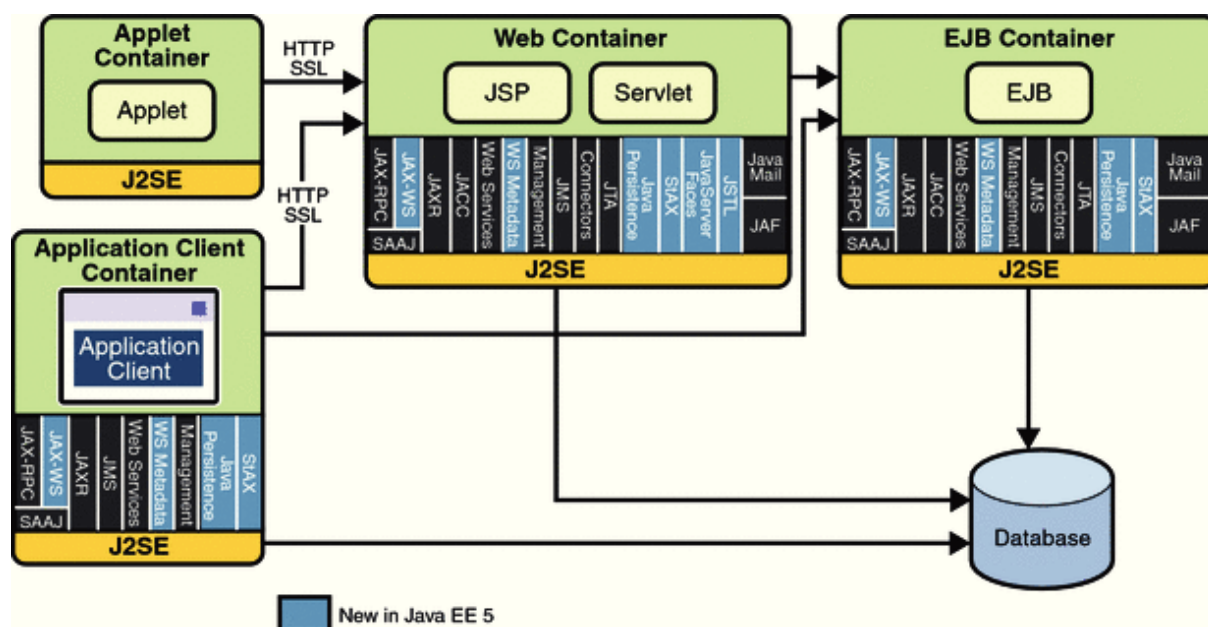 Applet
Container
Applet
J2SE
HTTP
SSL
HTTP
SSL
Web Container
JSP
Servlet
JAX-RPC
JAX-WS
SAAJ
JAXR
JACC
Web Services
WS Metadata
Management
JMS
Connectors
JTA
Java
Persistence
StAX
JavaServer
Faces
JSTL
Java
Mail
JAF
J2SE
EJB Container
EJB
JAX-RPC
JAX-WS
SAAJ
JAXR
JACC
Web Services
WS Metadata
Management
JMS
Connectors
JTA
Java
Persistence
StAX
Java
Mail
JAF
J2SE
Application Client
Container
Application
Client
JAX-RPC
JAX-WS
SAAJ
JAXR
JMS
Web Services
WS Metadata
Management
Java
Persistence
StAX
J2SE
Database
New in Java EE 5